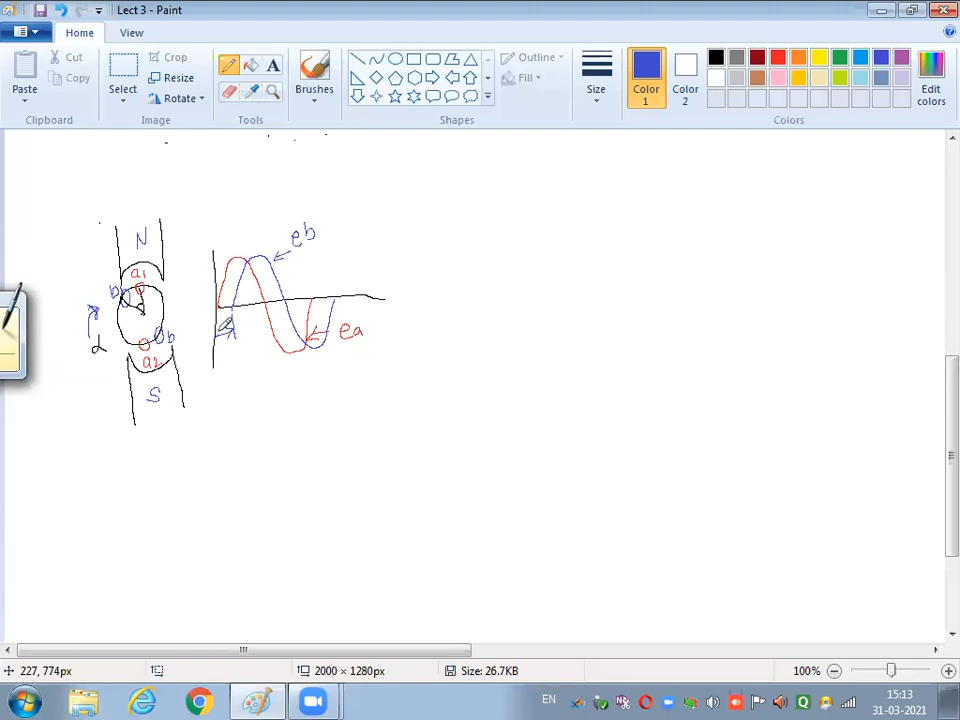 Lect 3 - Paint
Home
View
Paste
Cut
Copy
Clipboard
Select
Crop
Resize
Rotate
Image
A
Tools
Brushes
Outline
Fill
Shapes
Size
Color 1
Color 2
Edit colors
Colors
N
a1
b
α
b
a2
S
eb
ea
227, 774px
2000 × 1280px
Size: 26.7KB
100%
EN
15:13
31-03-2021